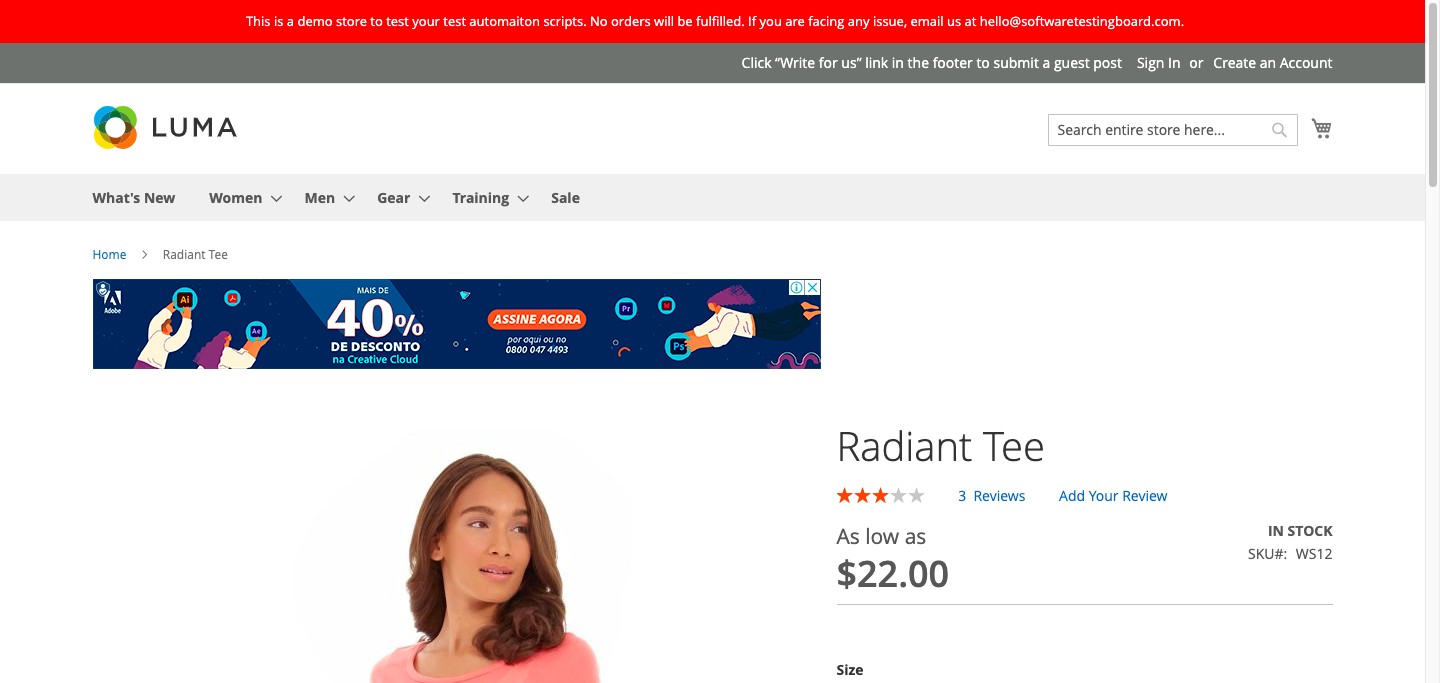 This is a demo store to test your test automaiton scripts. No orders will be fulfilled. If you are facing any issue, email us at hello@softwaretestingboard.com.
Click “Write for us” link in the footer to submit a guest post Sign In or Create an Account
LUMA
Search entire store here...
What's New Women Men Gear Training Sale
Home Radiant Tee
Adobe
Ai
Ae
MAIS DE
40%
DE DESCONTO
na Creative Cloud
ASSINE AGORA
por aqui ou no
0800 047 4493
Pr
Ps
Radiant Tee
3 Reviews Add Your Review
As low as
$22.00
IN STOCK
SKU#: WS12
Size